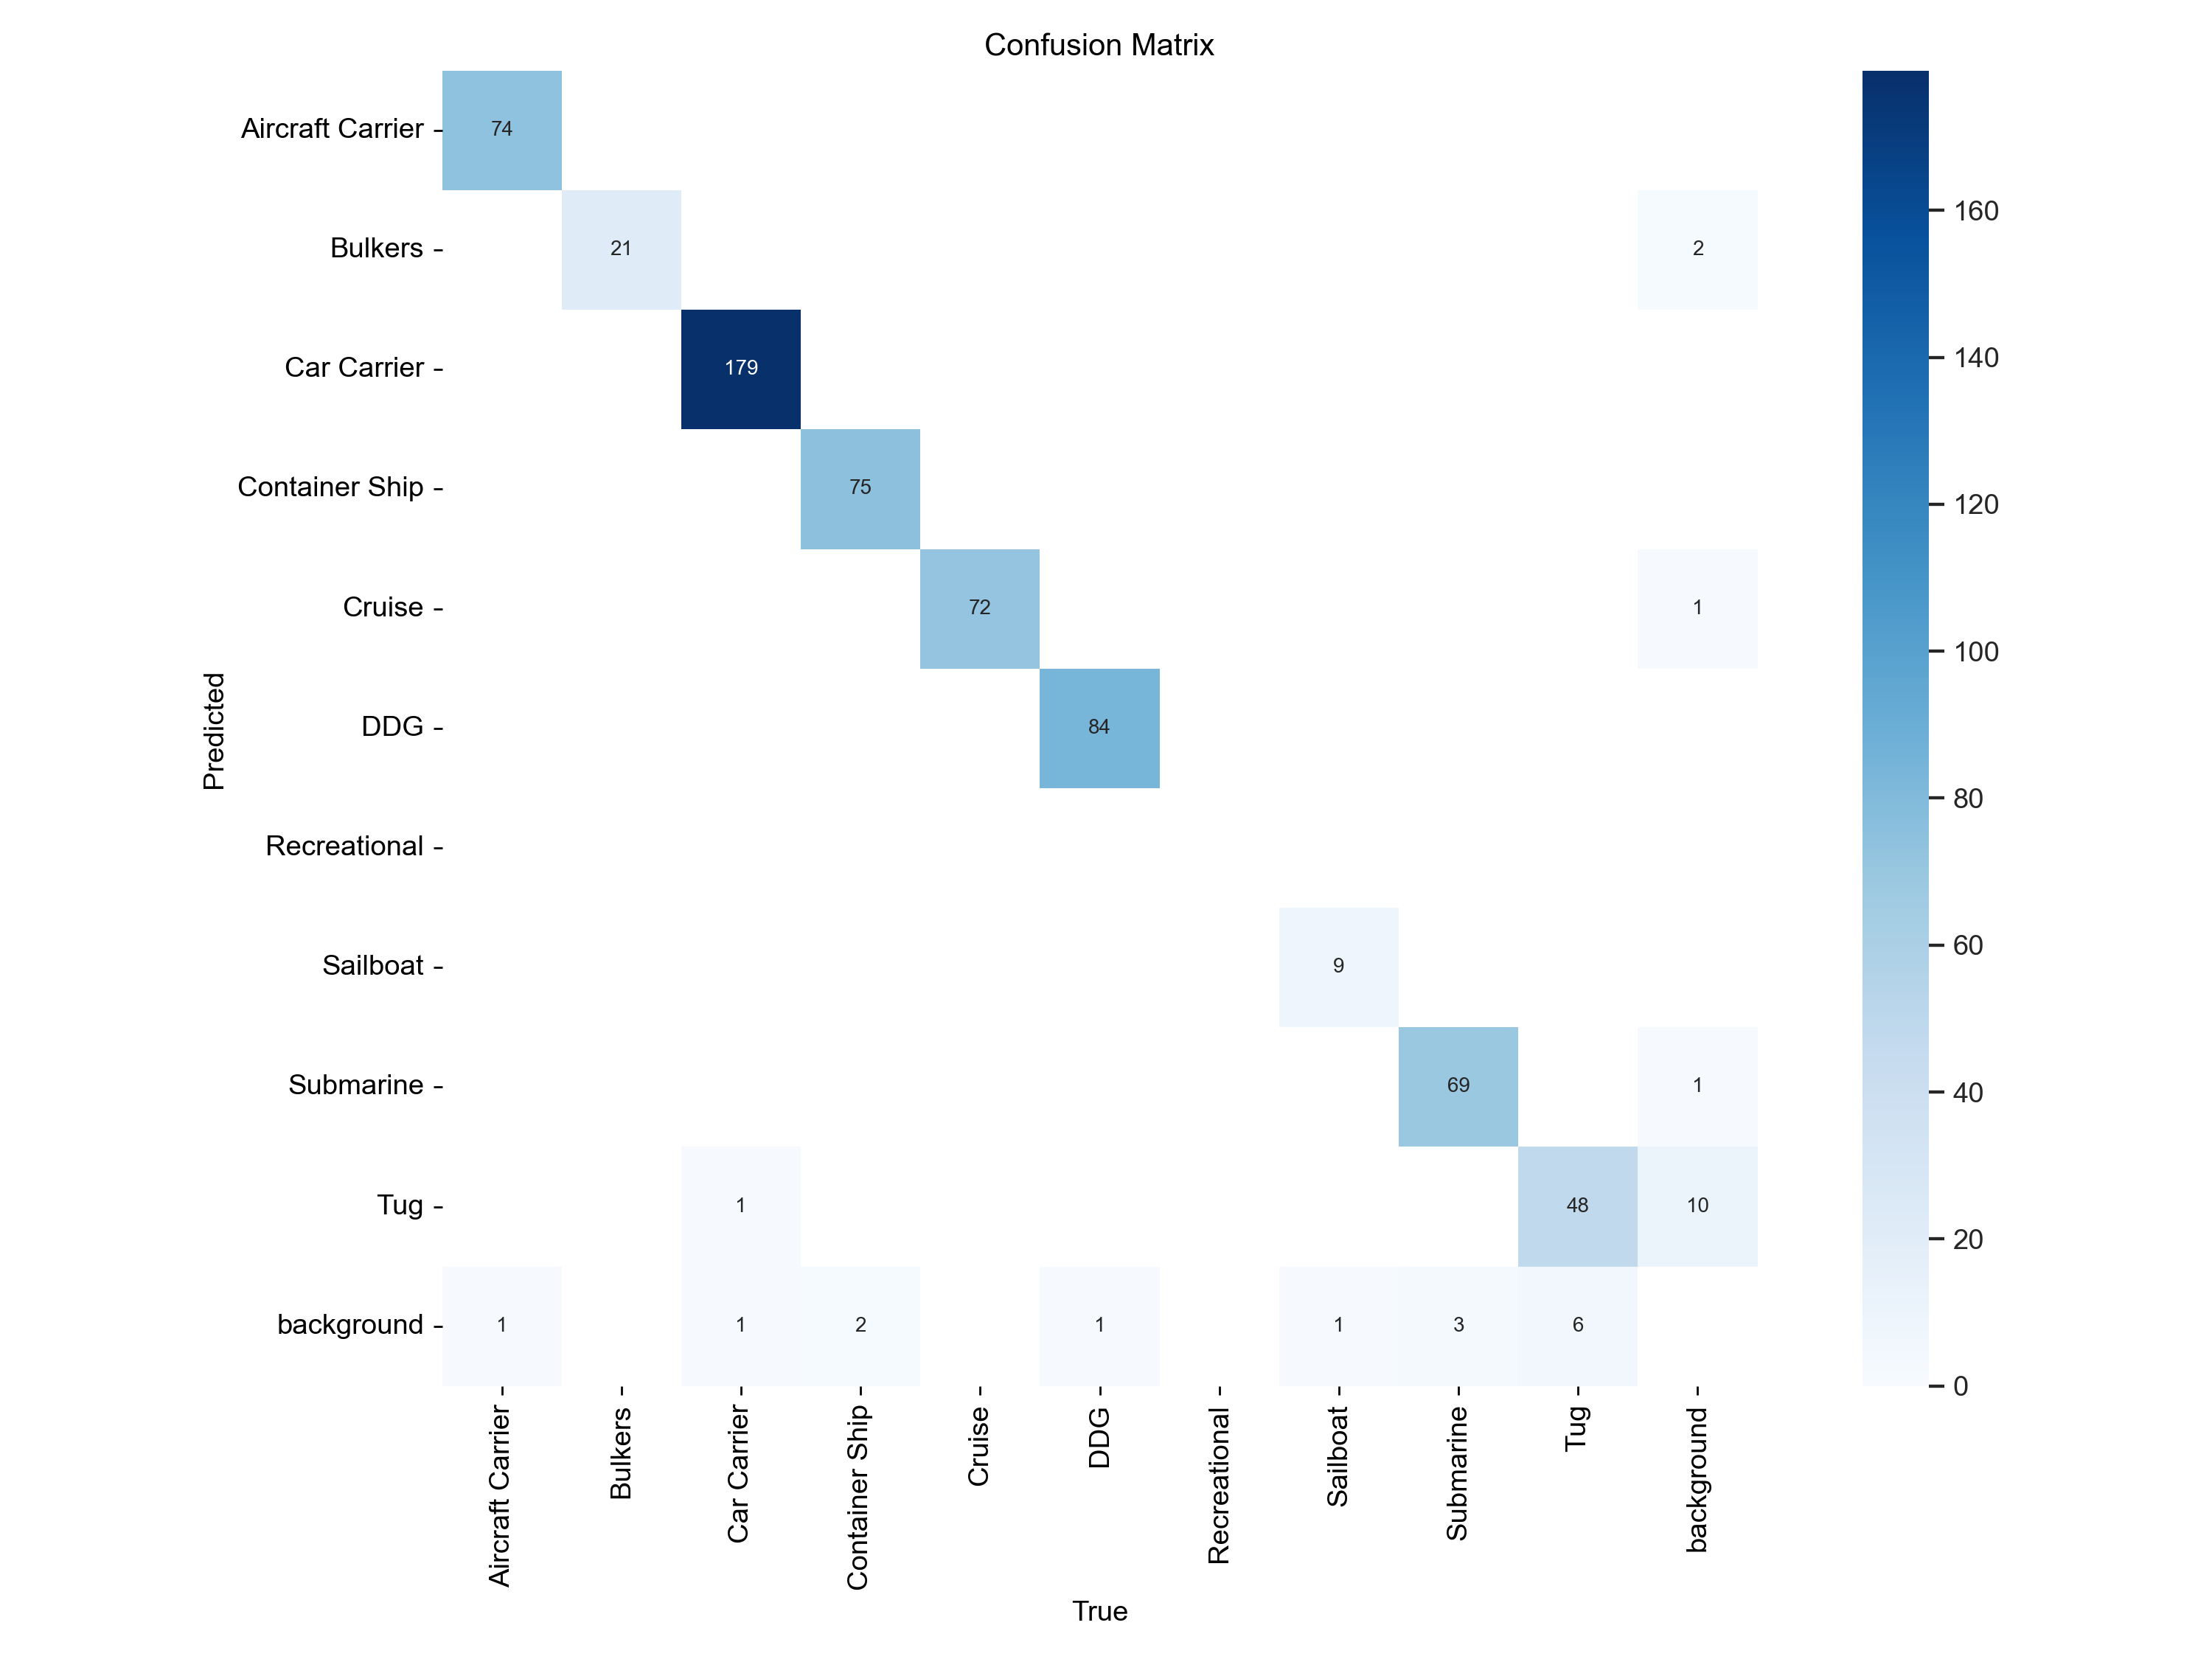 Confusion Matrix
Aircraft Carrier 74
Bulkers 21 2
Car Carrier 179
Container Ship 75
Cruise 72 1
DDG 84
Recreational
Sailboat 9
Submarine 69 1
Tug 1 48 10
background 1 1 2 1 1 3 6
Predicted
Aircraft Carrier
Bulkers
Car Carrier
Container Ship
Cruise
DDG
Recreational
Sailboat
Submarine
Tug
background
True
160
140
120
100
80
60
40
20
0